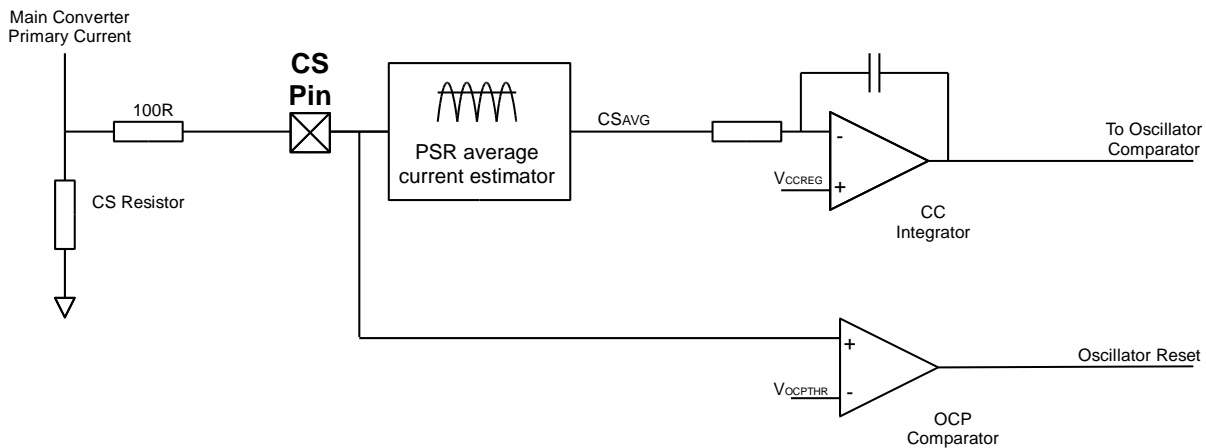 Main Converter
Primary Current
CS
Pin
100R
CS Resistor
PSR average
current estimator
CSAVG
-
VCCREG
+
CC
Integrator
To Oscillator
Comparator
+
VOCPTHR
-
OCP
Comparator
Oscillator Reset